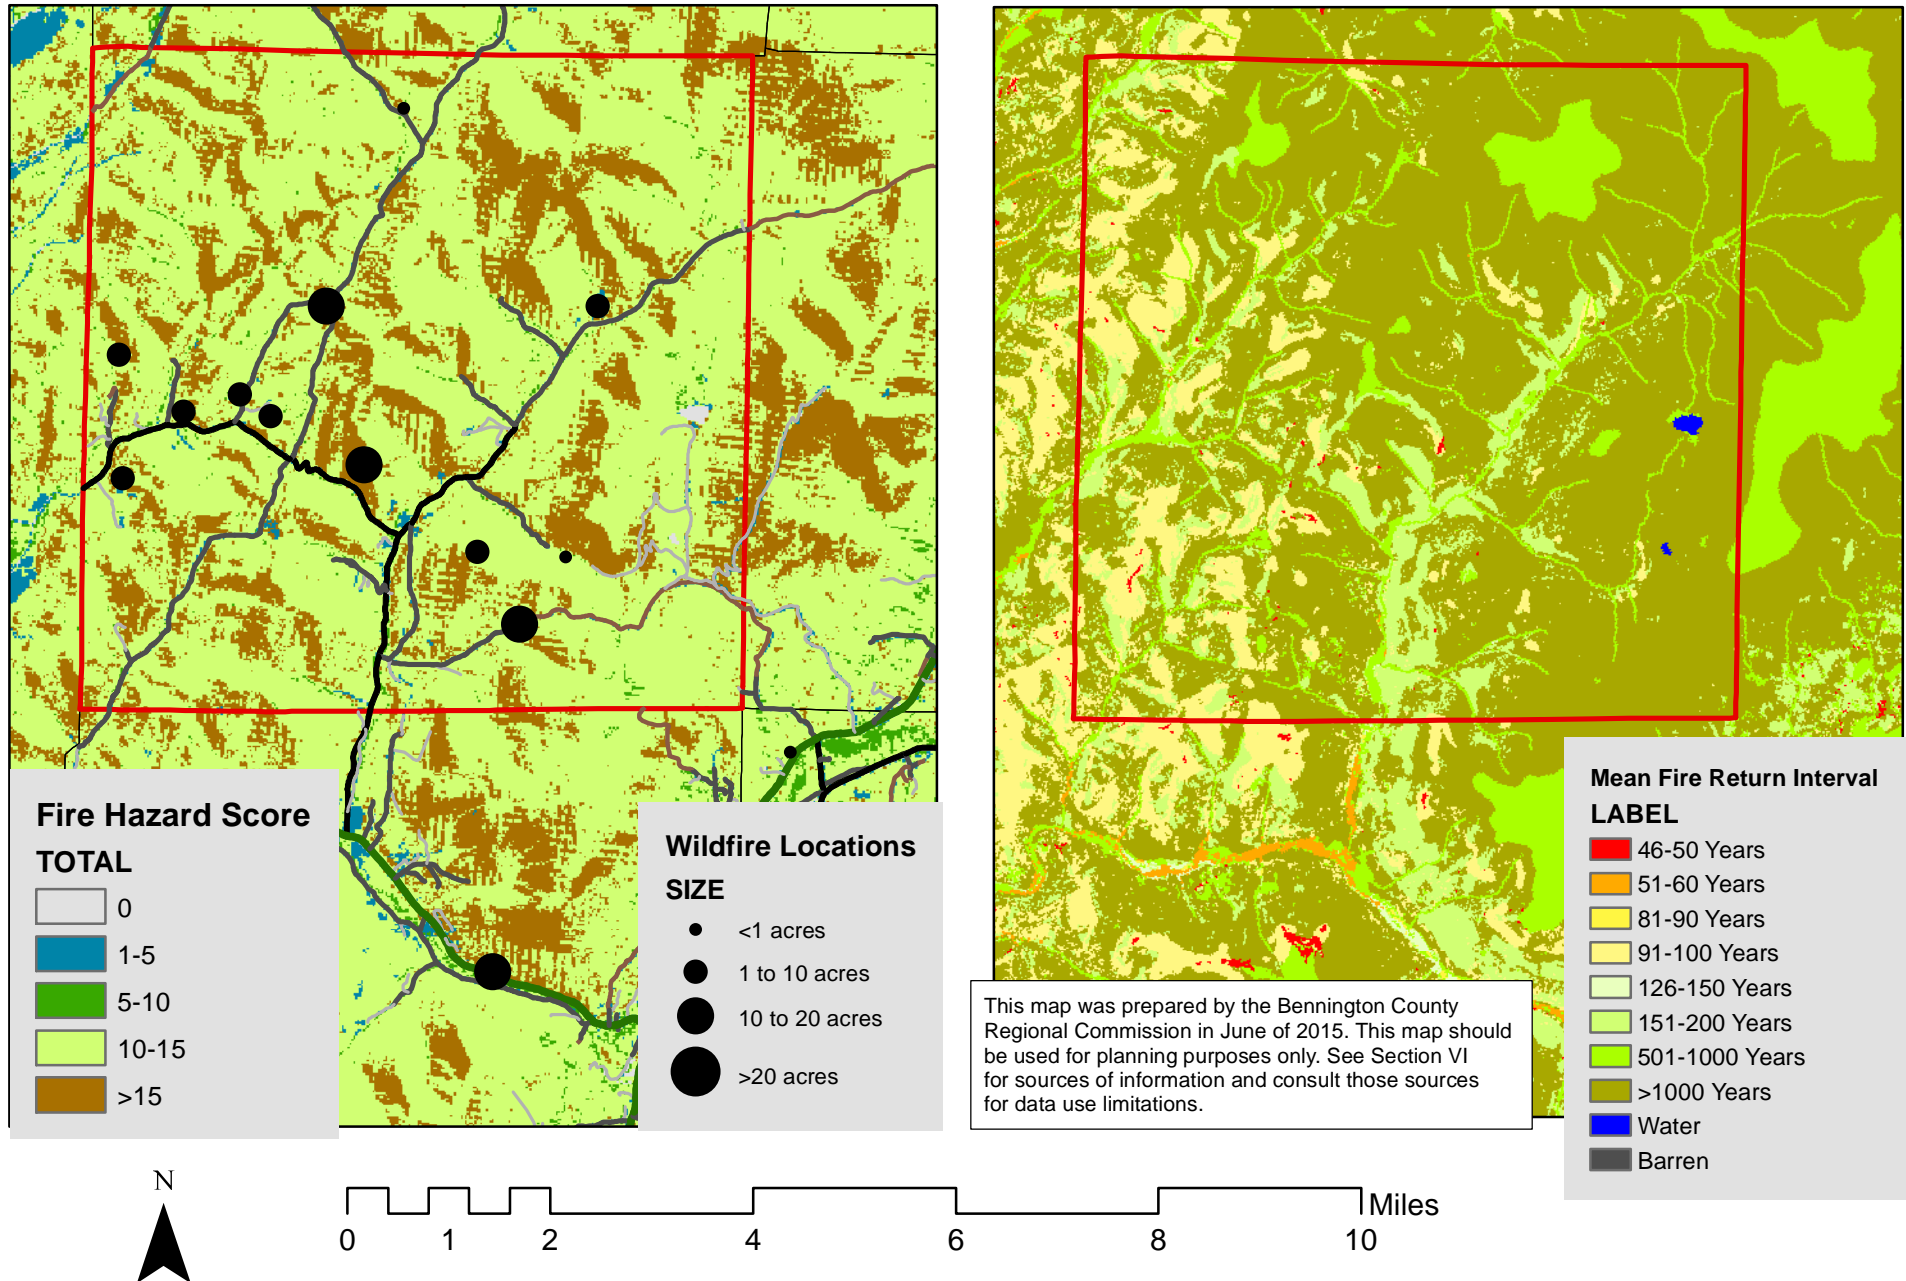 Fire Hazard Score
TOTAL
0
1-5
5-10
10-15
>15
Wildfire Locations
SIZE
<1 acres
1 to 10 acres
10 to 20 acres
>20 acres
This map was prepared by the Bennington County
Regional Commission in June of 2015. This map should
be used for planning purposes only. See Section VI
for sources of information and consult those sources
for data use limitations.
Mean Fire Return Interval
LABEL
46-50 Years
51-60 Years
81-90 Years
91-100 Years
126-150 Years
151-200 Years
501-1000 Years
>1000 Years
Water
Barren
N
Miles
0 1 2 4 6 8 10